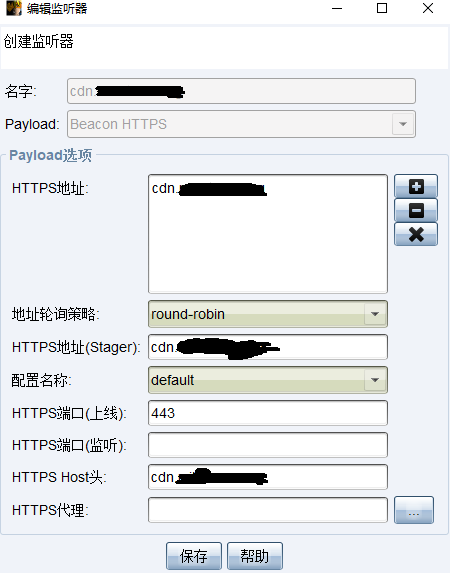 编辑监听器
创建监听器
名字: cdn
Payload: Beacon HTTPS
Payload选项
HTTPS地址: cdn.
地址轮询策略: round-robin
HTTPS地址(Stager): cdn.
配置名称: default
HTTPS端口(上线): 443
HTTPS端口(监听):
HTTPS Host头: cdn.
HTTPS代理: ...
保存 帮助